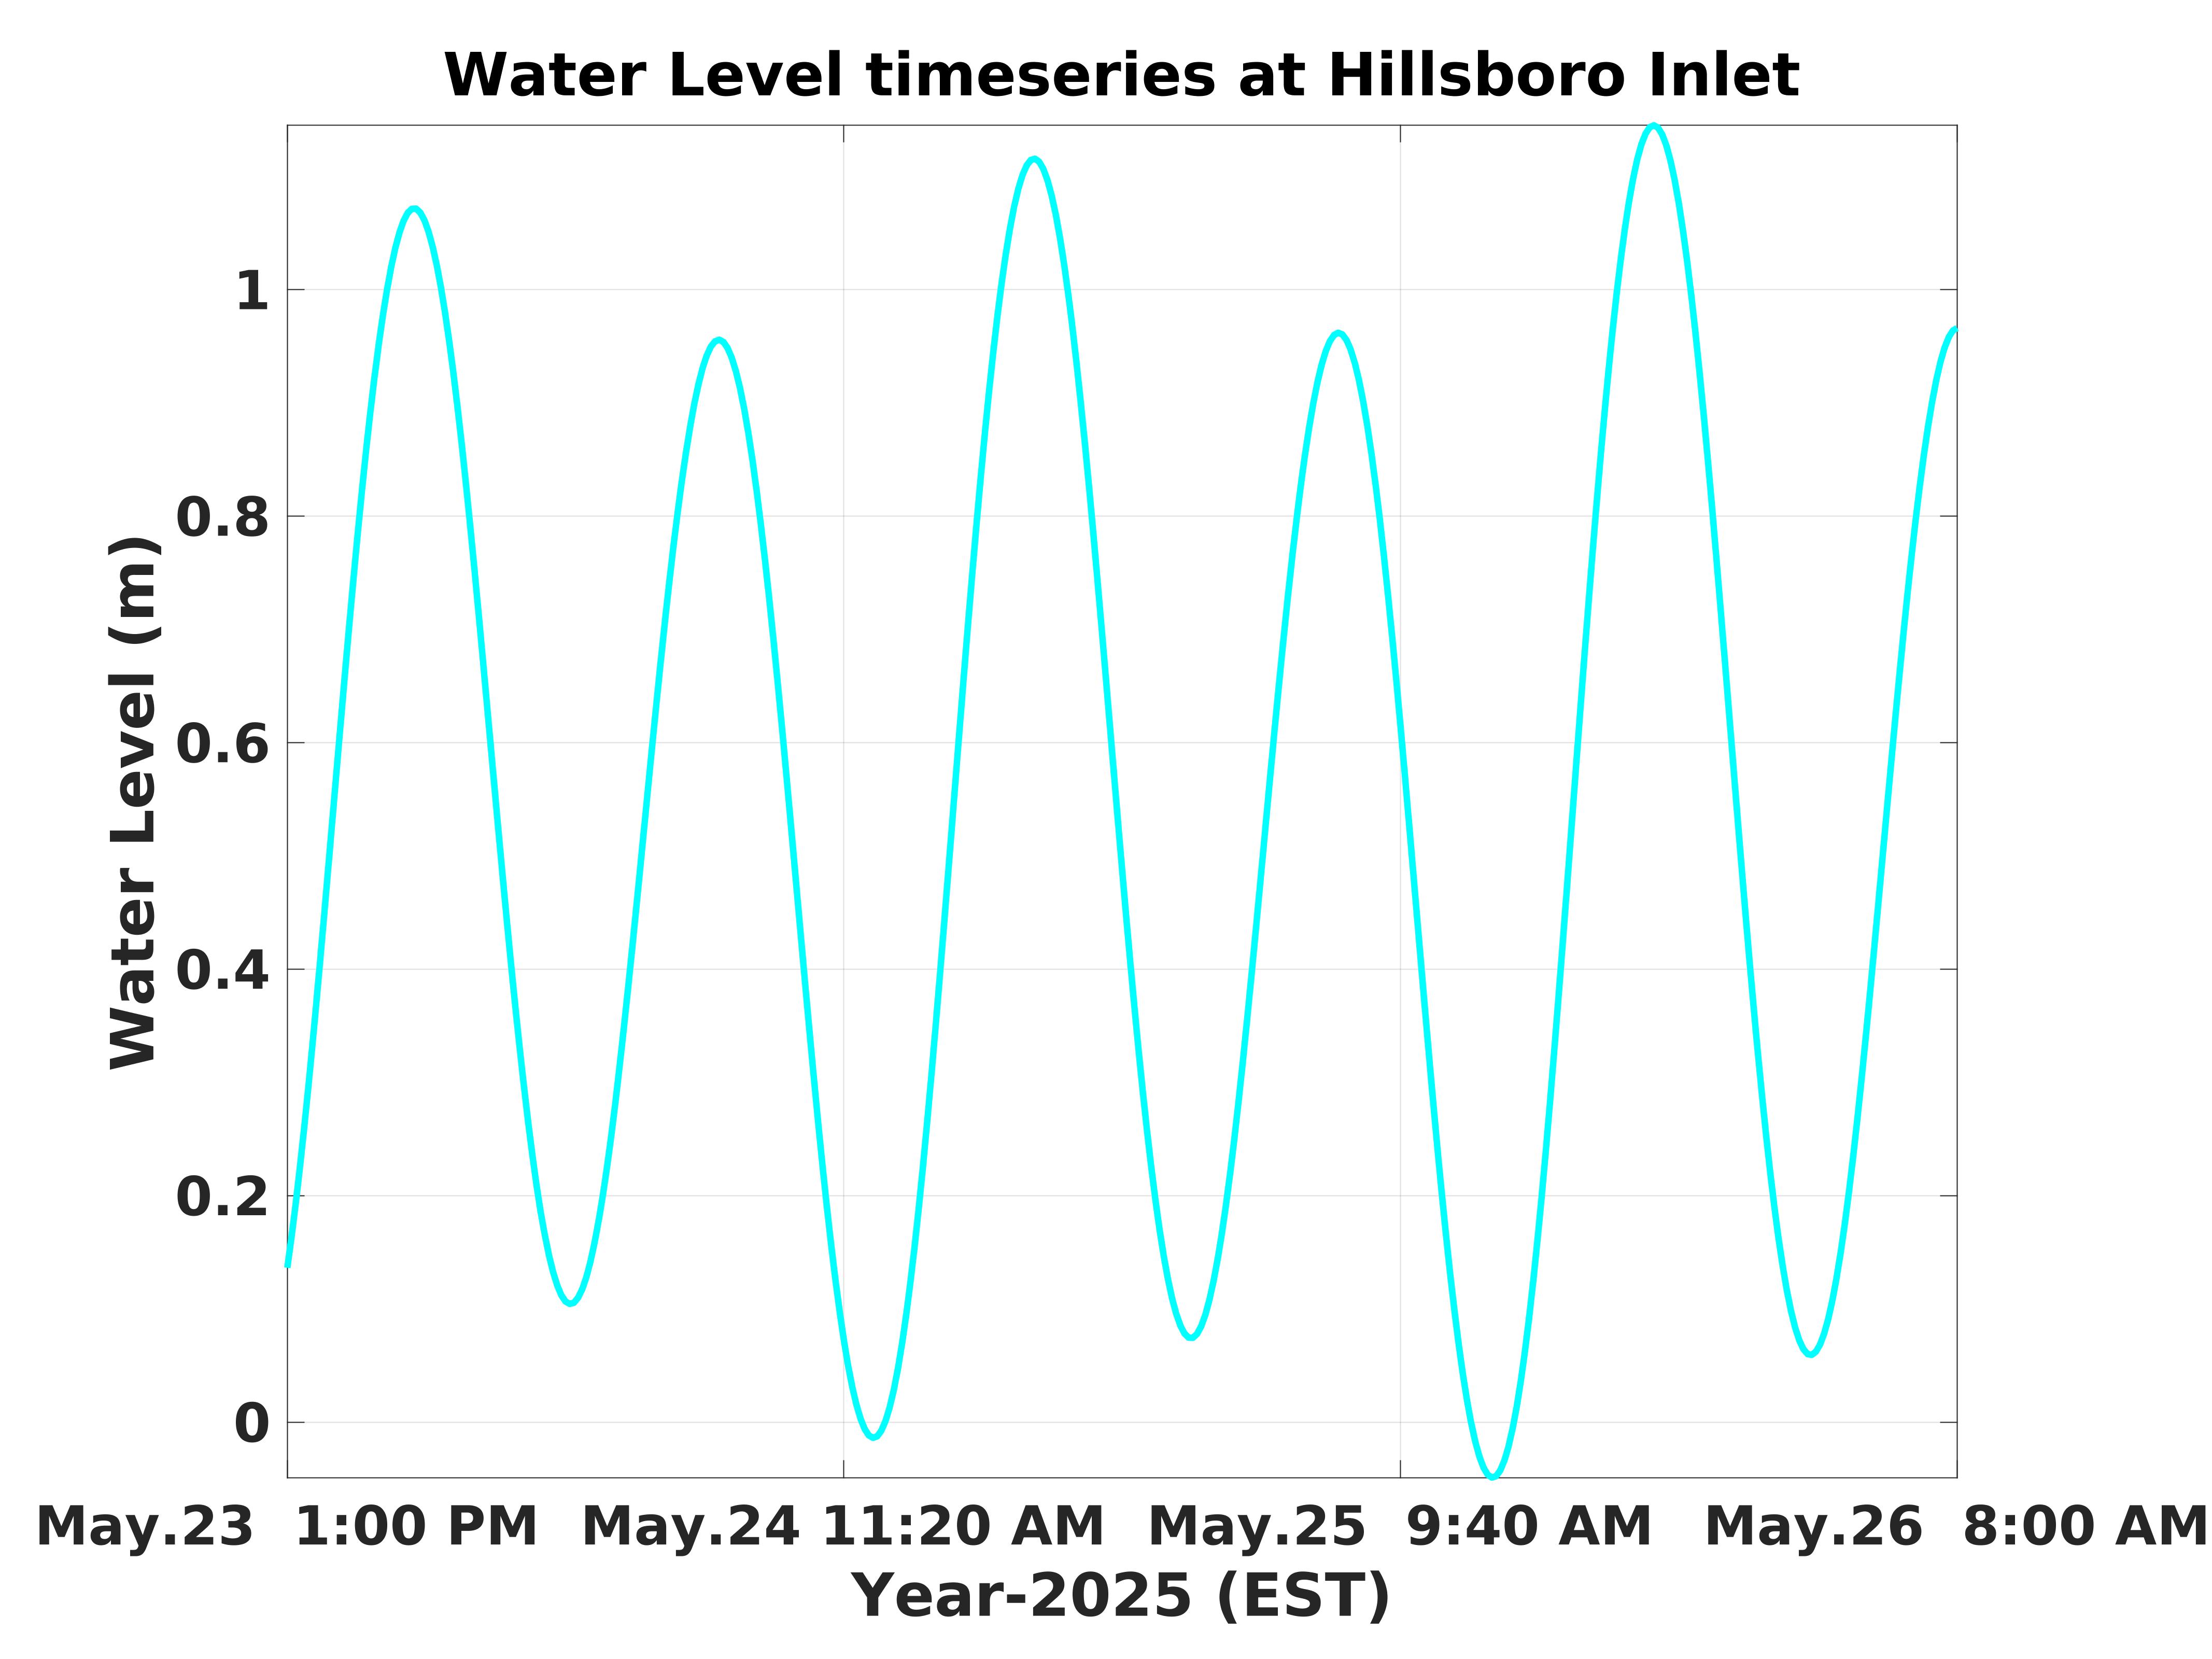 Water Level timeseries at Hillsboro Inlet
Water Level (m)
1
0.8
0.6
0.4
0.2
0
May.23  1:00 PM
May.24 11:20 AM
May.25  9:40 AM
May.26  8:00 AM
Year-2025 (EST)